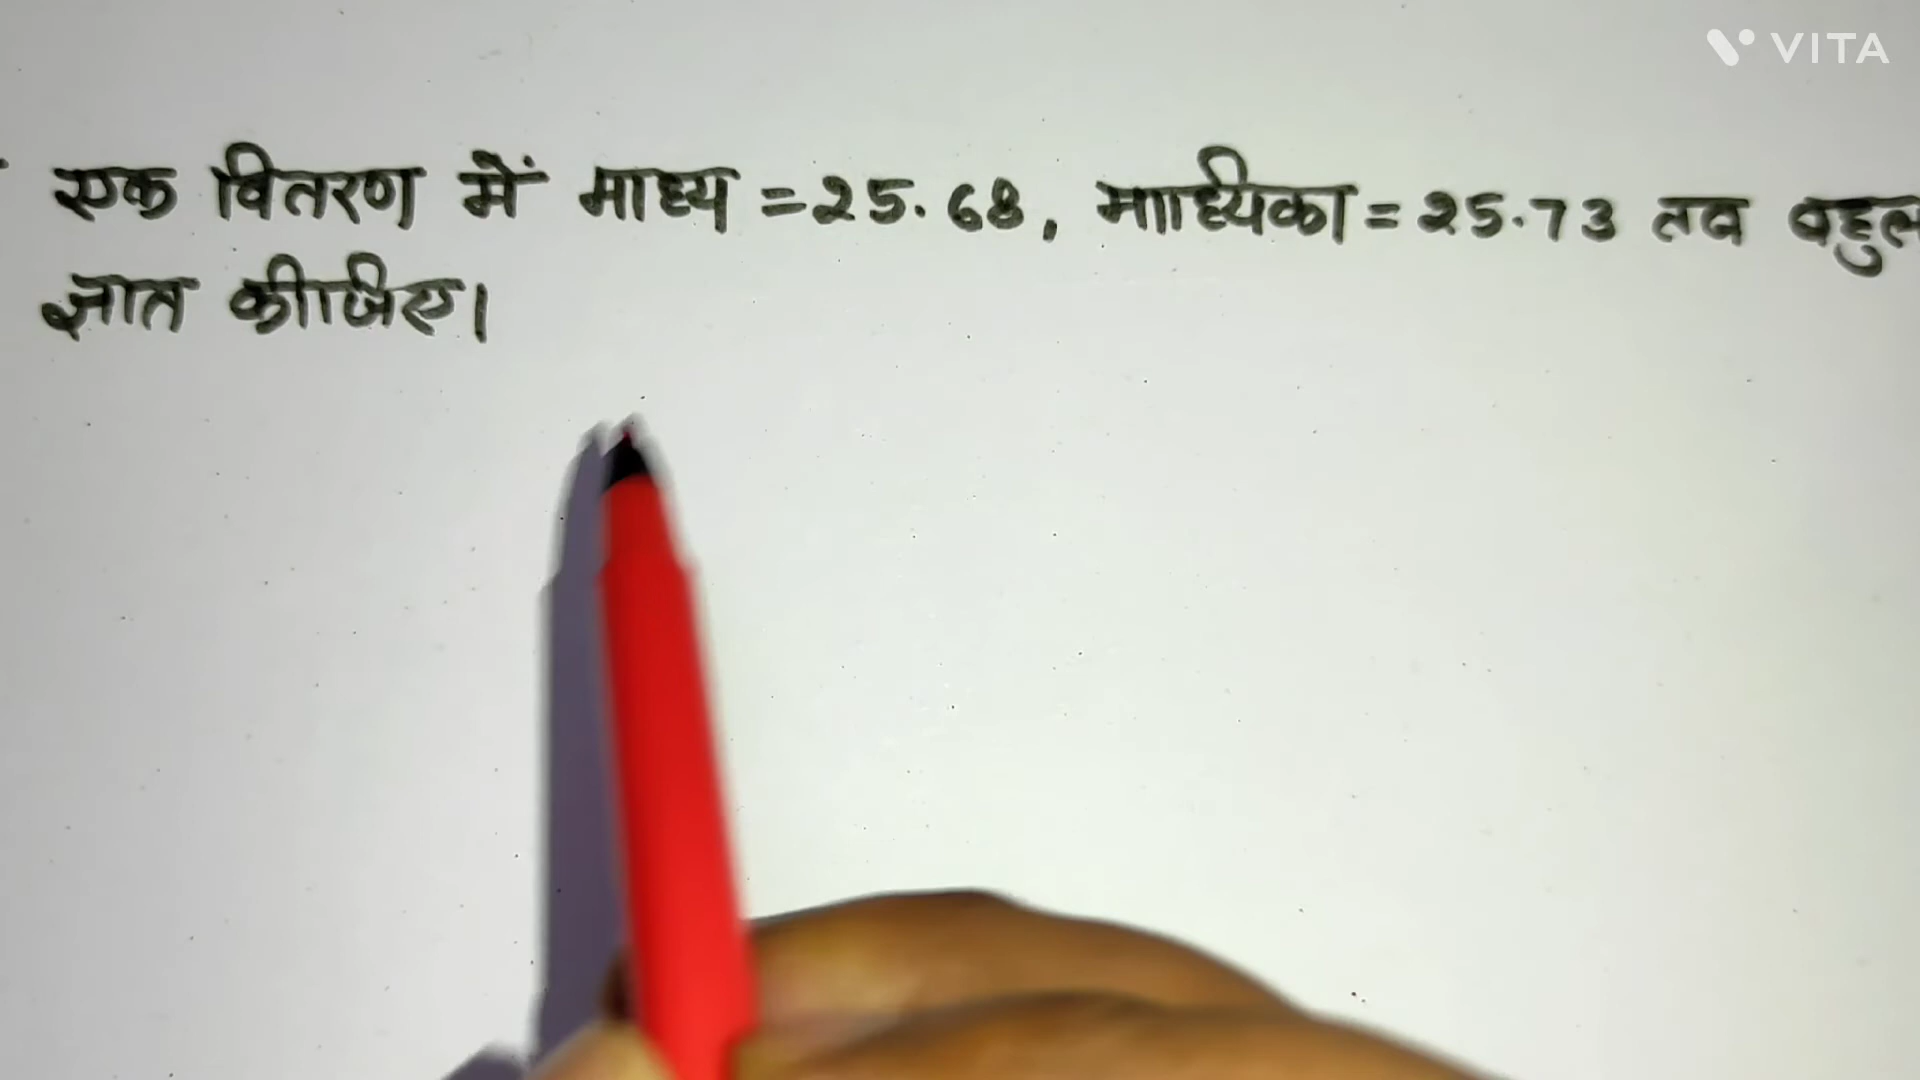 VITA
एक वितरण में माध्य = 25.68, माध्यिका = 25.73 तब बहुल
ज्ञात कीजिए।